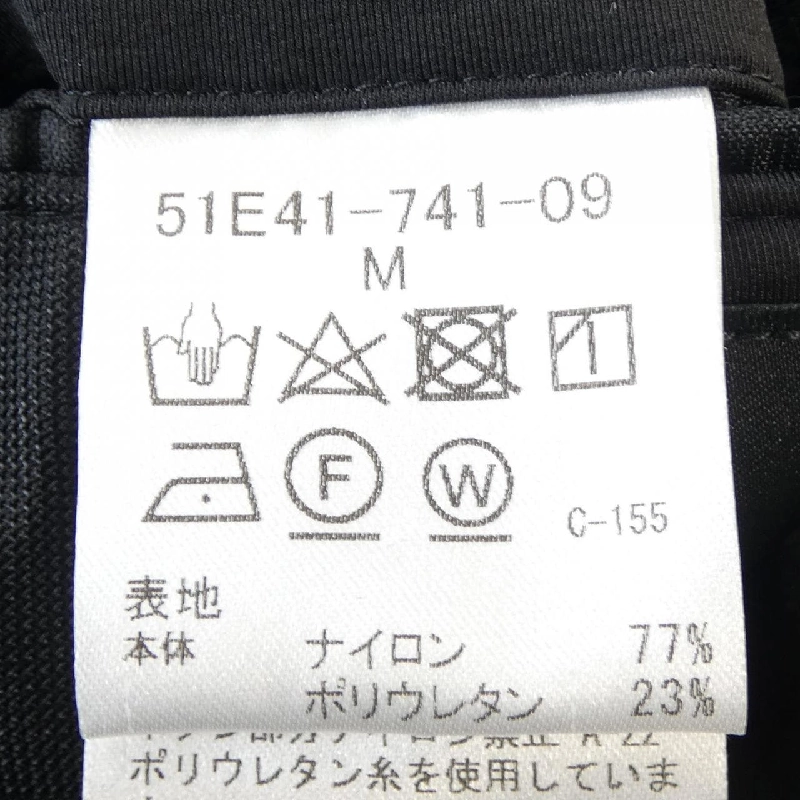 51E41-741-09
M
F W C-155
表地
本体 ナイロン 77%
ポリウレタン 23%
ポリウレタン糸を使用していま